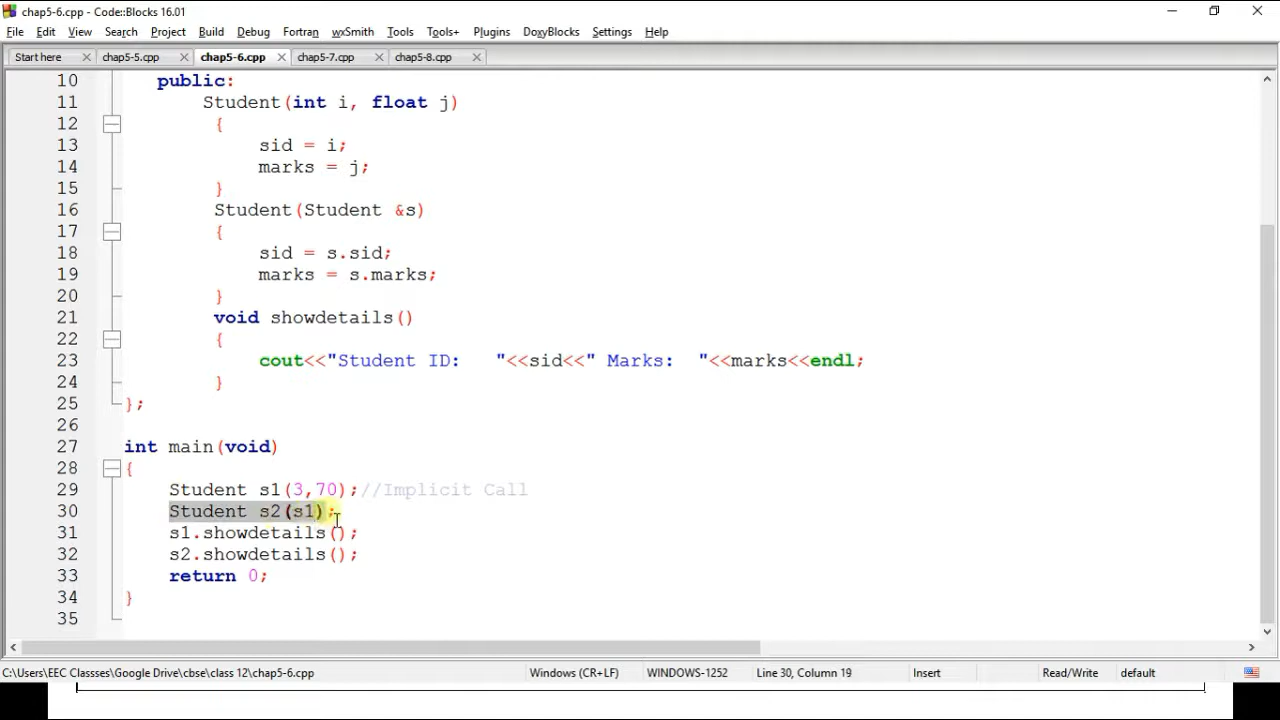 chap5-6.cpp - Code::Blocks 16.01
File Edit View Search Project Build Debug Fortran wxSmith Tools Tools+ Plugins DoxyBlocks Settings Help
Start here chap5-5.cpp chap5-6.cpp chap5-7.cpp chap5-8.cpp
10 public:
11 Student(int i, float j)
12 {
13 sid = i;
14 marks = j;
15 }
16 Student(Student &s)
17 {
18 sid = s.sid;
19 marks = s.marks;
20 }
21 void showdetails()
22 {
23 cout<<"Student ID:   "<<sid<<" Marks:  "<<marks<<endl;
24 }
25 };
26
27 int main(void)
28 {
29 Student s1(3,70);//Implicit Call
30 Student s2(s1);
31 s1.showdetails();
32 s2.showdetails();
33 return 0;
34 }
35
C:\Users\EEC Classses\Google Drive\cbse\class 12\chap5-6.cpp Windows (CR+LF) WINDOWS-1252 Line 30, Column 19 Insert Read/Write default